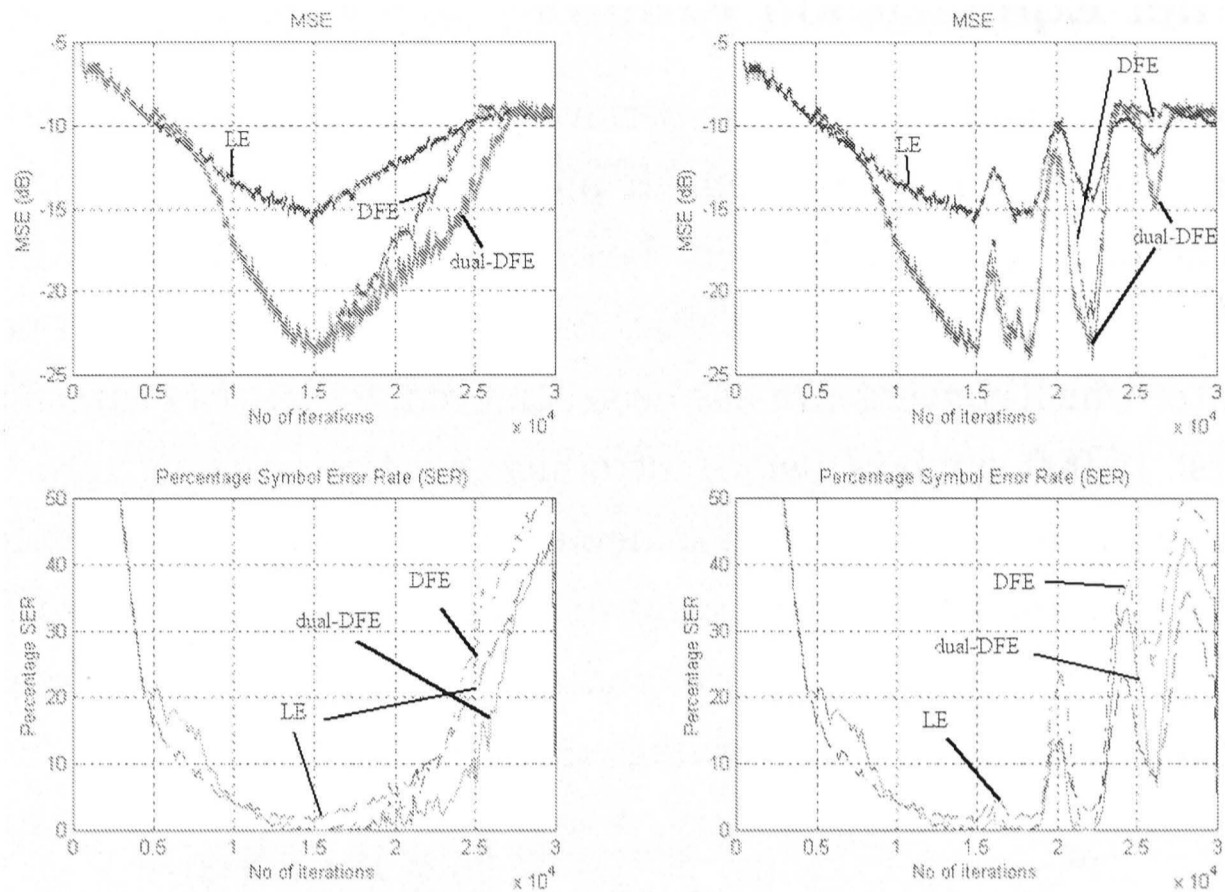 MSE
-5
-10
-15
-20
-25
MSE (dB)
LE
DFE
dual-DFE
0
0.5
1
1.5
2
2.5
3
No of iterations
x 10^4
MSE
-5
-10
-15
-20
-25
MSE (dB)
DFE
LE
dual-DFE
0
0.5
1
1.5
2
2.5
3
No of iterations
x 10^4
Percentage Symbol Error Rate (SER)
50
40
30
20
10
0
Percentage SER
DFE
dual-DFE
LE
0
0.5
1
1.5
2
2.5
3
No of iterations
x 10^4
Percentage Symbol Error Rate (SER)
50
40
30
20
10
0
Percentage SER
DFE
dual-DFE
LE
0
0.5
1
1.5
2
2.5
3
No of iterations
x 10^4